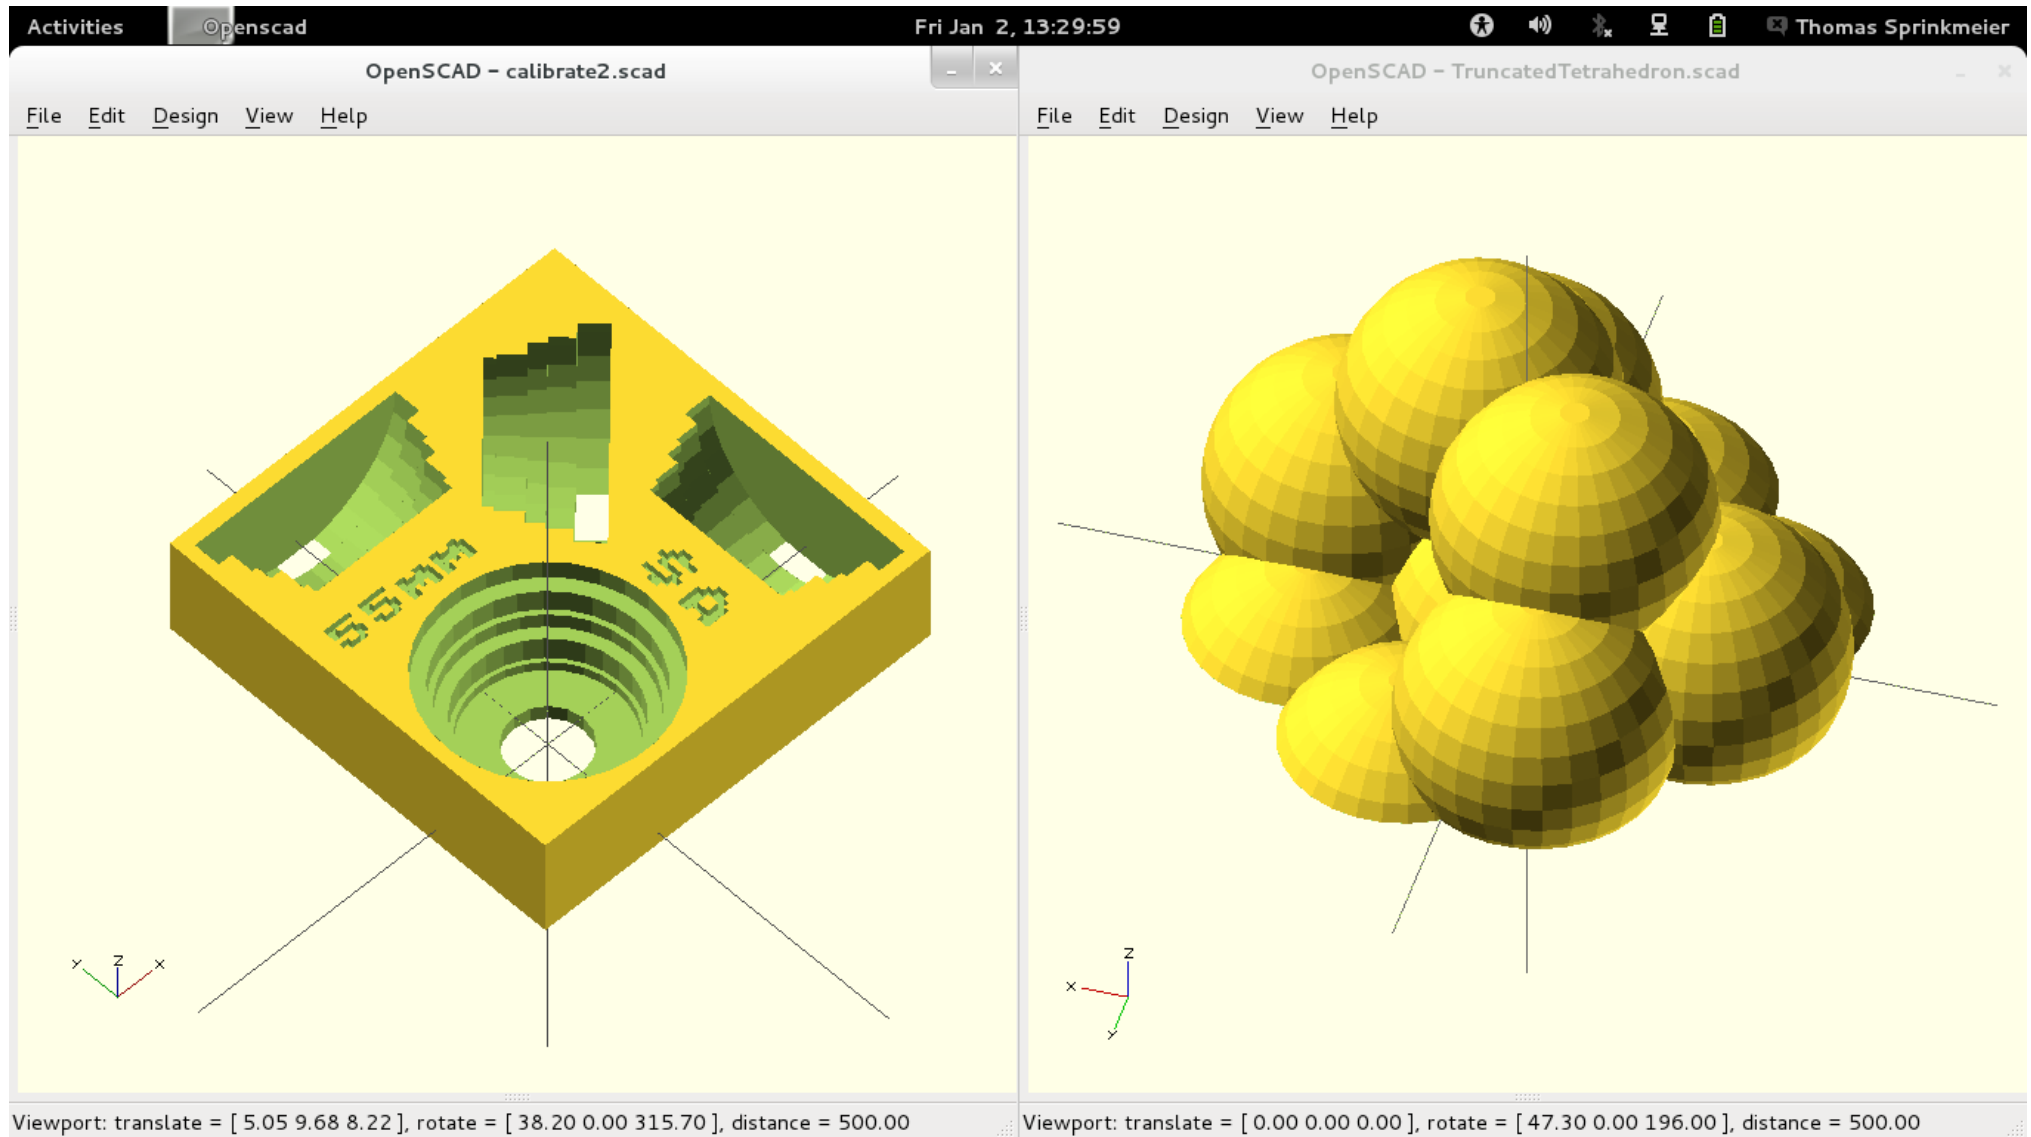 Activities Openscad Fri Jan 2, 13:29:59 Thomas Sprinkmeier
OpenSCAD - calibrate2.scad
File Edit Design View Help
55MM
SQ
Y Z X
Viewport: translate = [ 5.05 9.68 8.22 ], rotate = [ 38.20 0.00 315.70 ], distance = 500.00
OpenSCAD - TruncatedTetrahedron.scad
File Edit Design View Help
Z
X
Y
Viewport: translate = [ 0.00 0.00 0.00 ], rotate = [ 47.30 0.00 196.00 ], distance = 500.00